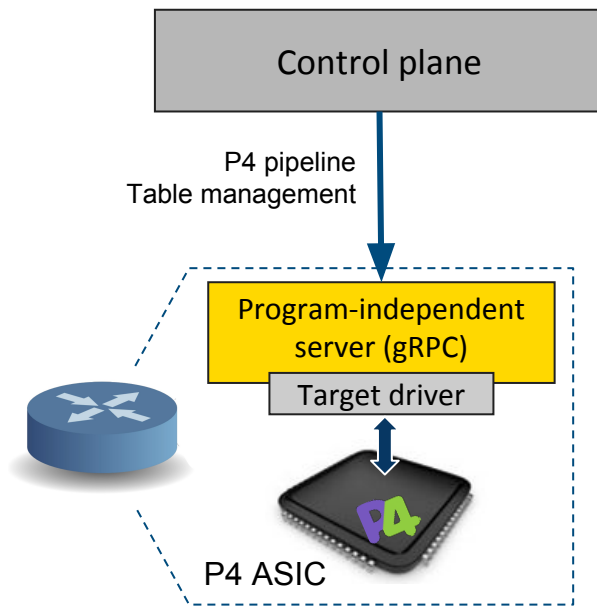 Control plane
P4 pipeline
Table management
Program-independent
server (gRPC)
Target driver
P4
P4 ASIC